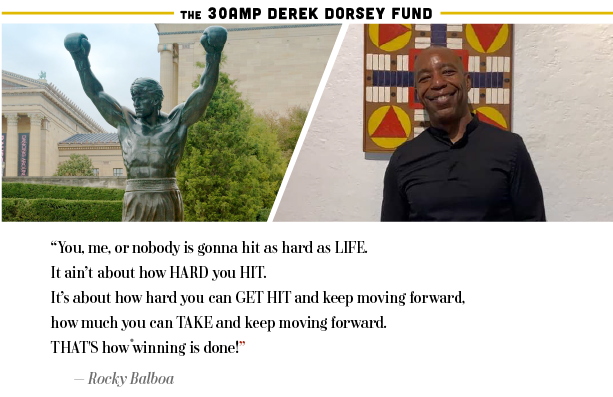 THE 30AMP DEREK DORSEY FUND
“You, me, or nobody is gonna hit as hard as LIFE.
It ain’t about how HARD you HIT.
It’s about how hard you can GET HIT and keep moving forward,
how much you can TAKE and keep moving forward.
THAT’S how winning is done!”
— Rocky Balboa